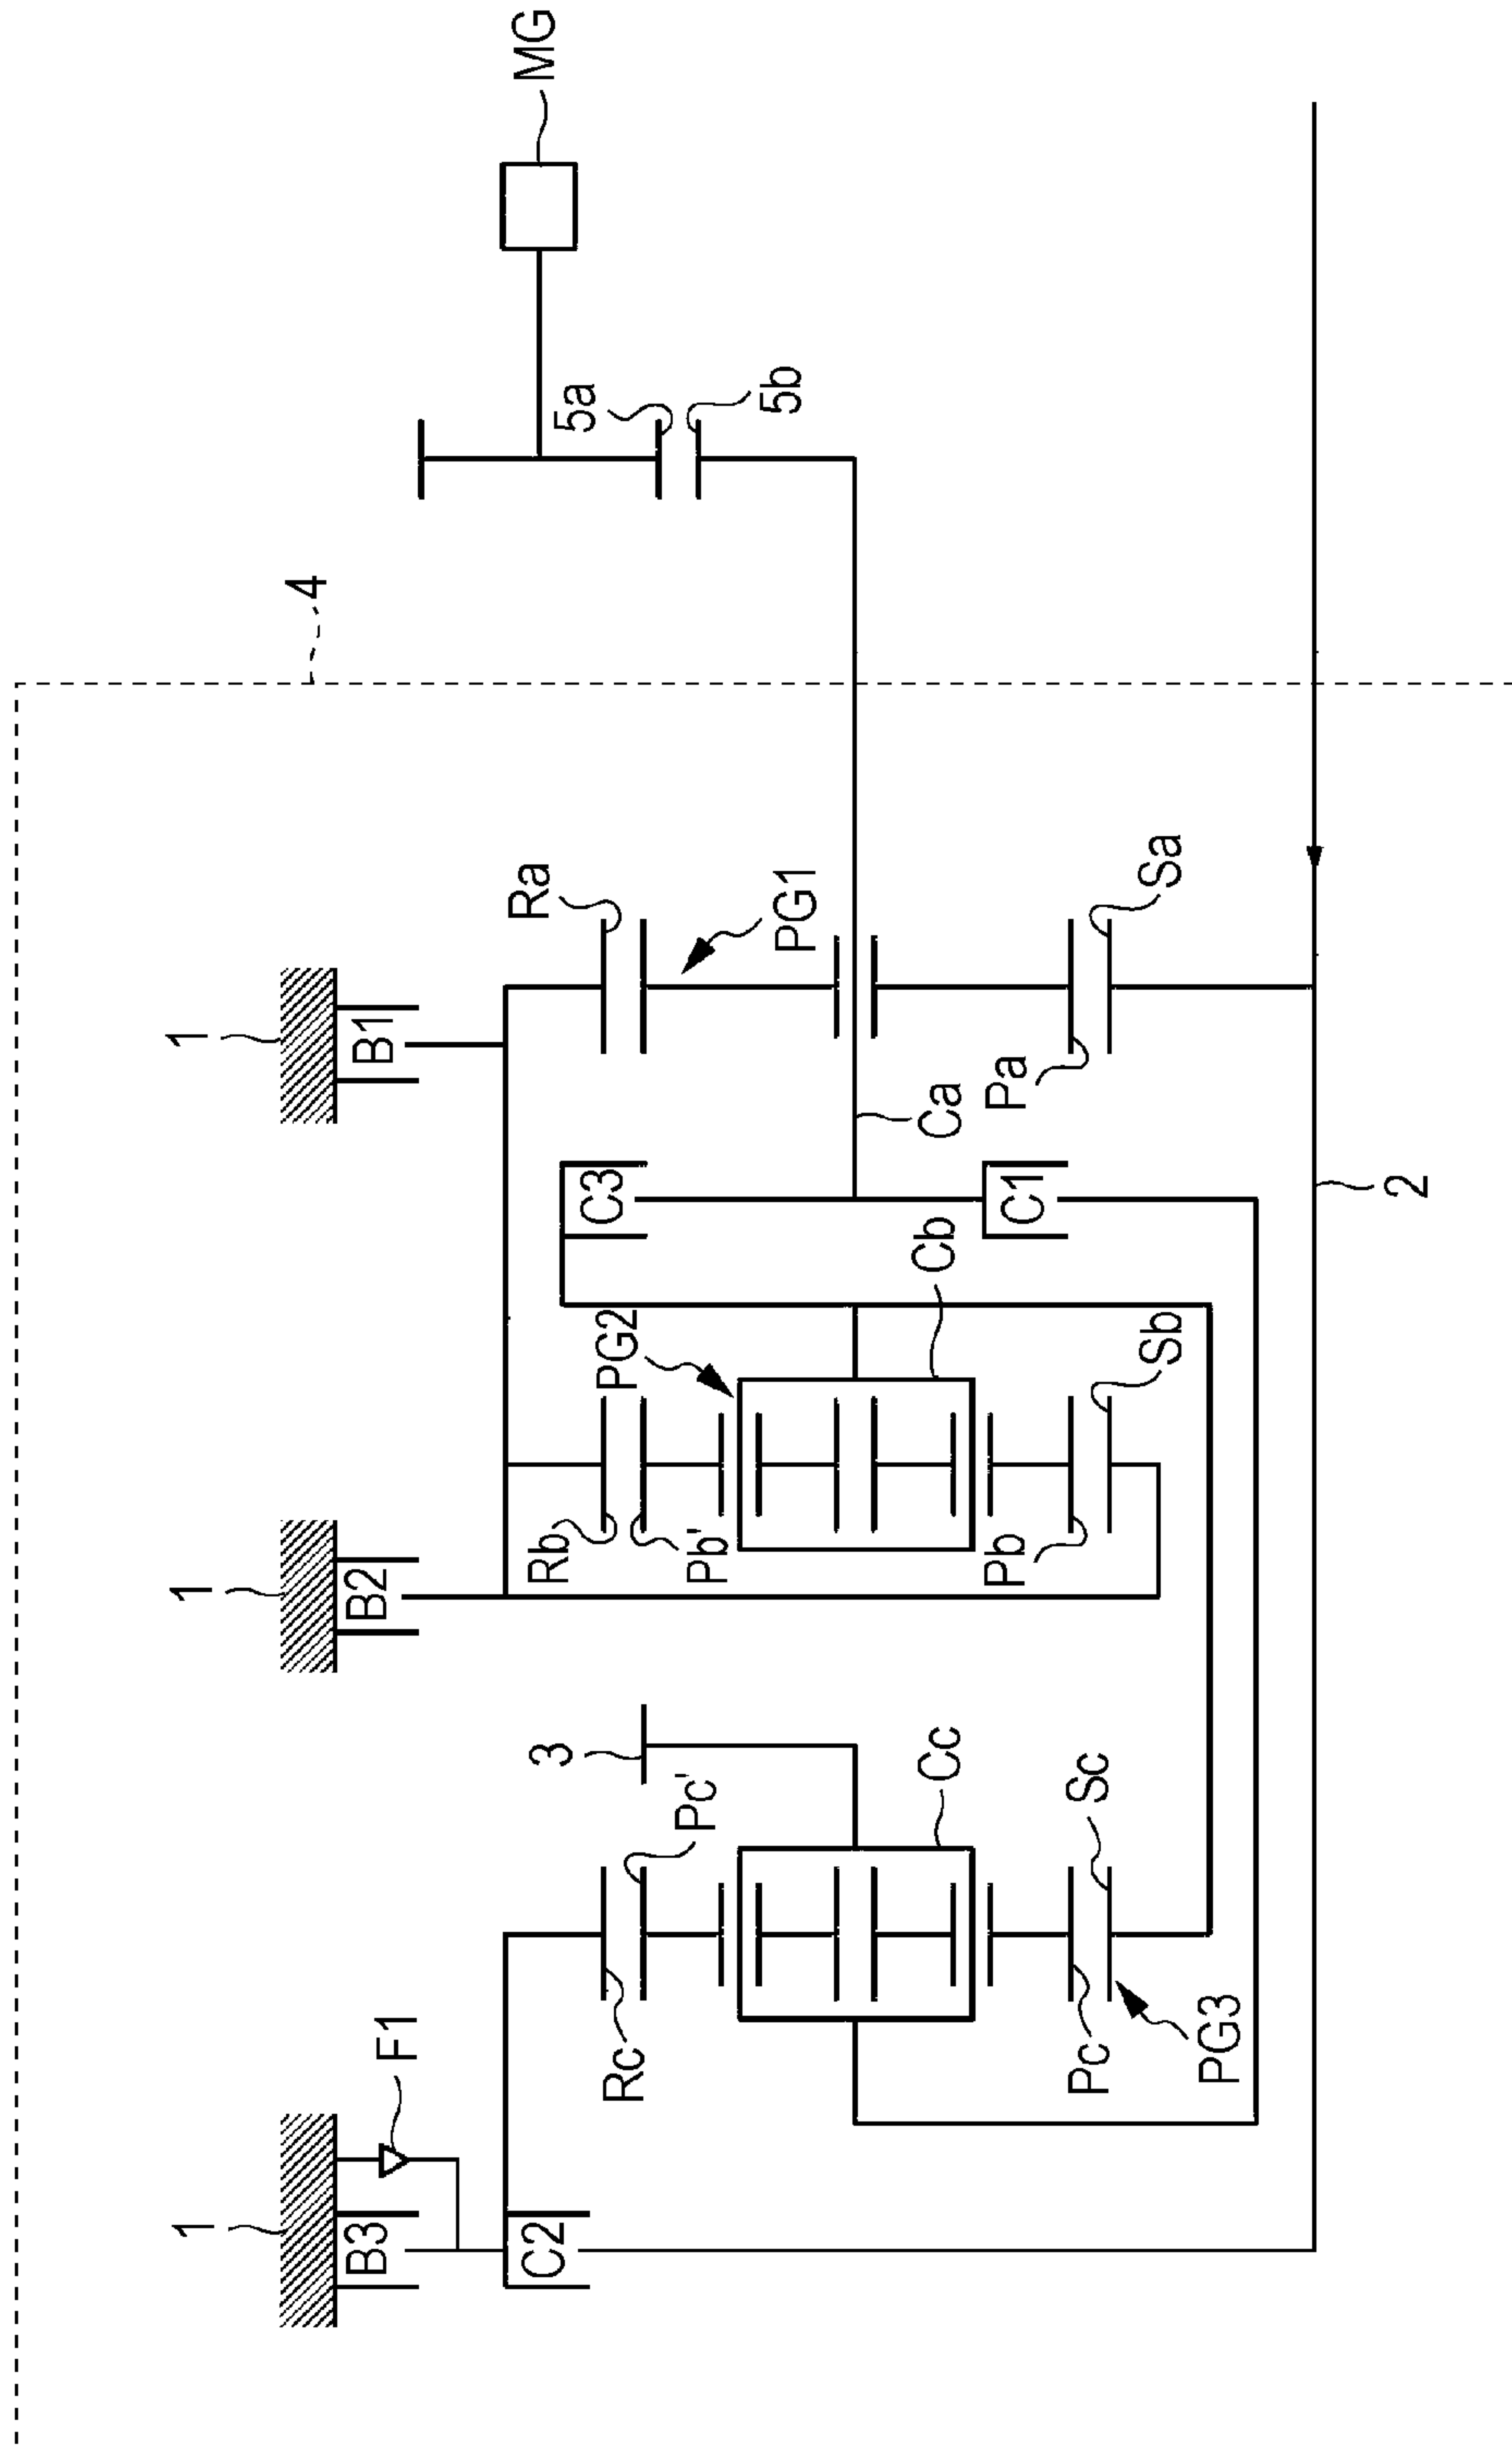 MG
5a
5b
4
Ra
PG1
Sa
1
B1
Pa
Ca
C3
C1
2
Cb
PG2
Sb
Rb
Pb'
Pb
1
B2
3
Pc'
Cc
Sc
F1
Rc
Pc
PG3
1
B3
C2